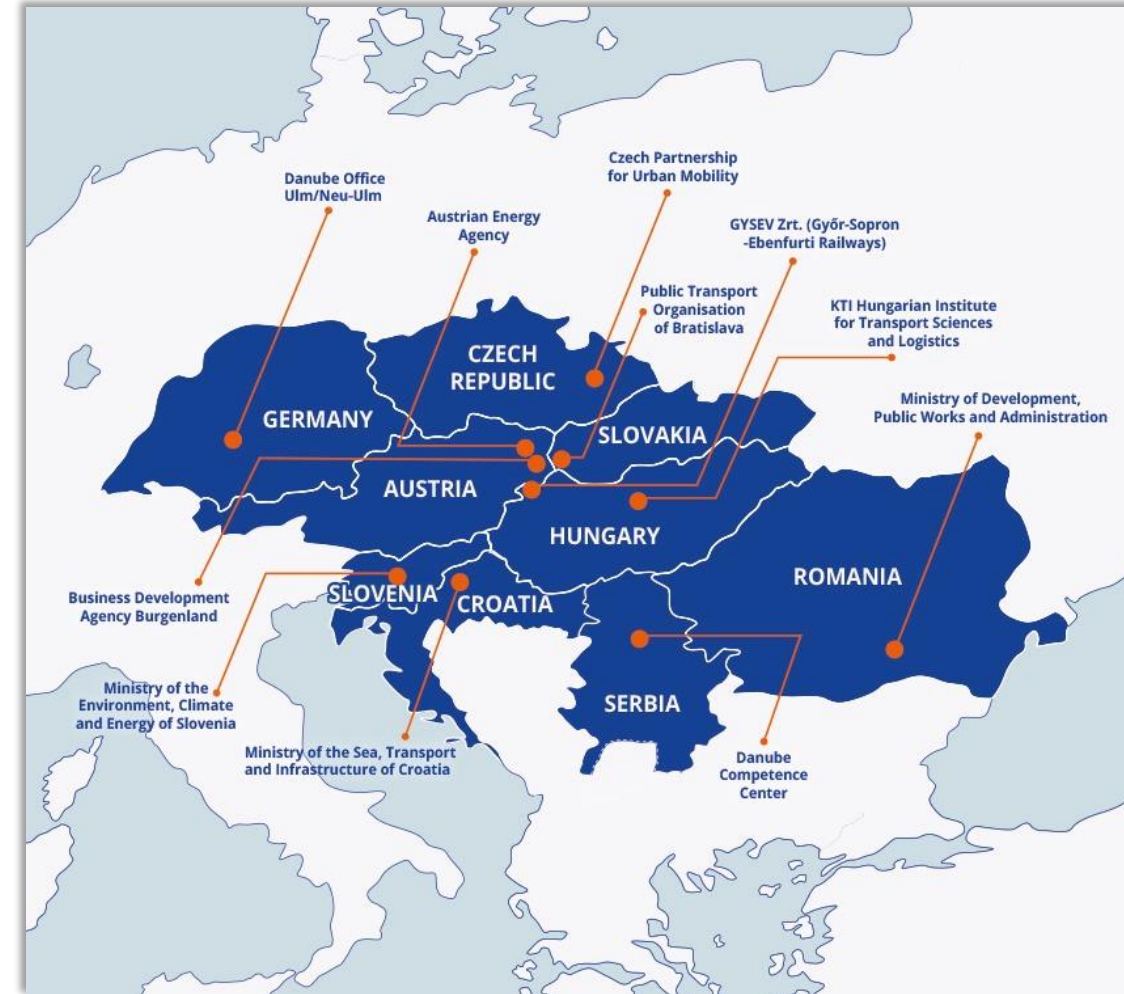 Czech Partnership
for Urban Mobility
Danube Office
Ulm/Neu-Ulm
Austrian Energy
Agency
GYSEV Zrt. (Győr-Sopron
-Ebenfurti Railways)
Public Transport
Organisation
of Bratislava
KTI Hungarian Institute
for Transport Sciences
and Logistics
Ministry of Development,
Public Works and Administration
CZECH
REPUBLIC
GERMANY
SLOVAKIA
AUSTRIA
HUNGARY
ROMANIA
SLOVENIA
CROATIA
SERBIA
Business Development
Agency Burgenland
Ministry of the
Environment, Climate
and Energy of Slovenia
Ministry of the Sea, Transport
and Infrastructure of Croatia
Danube
Competence
Center